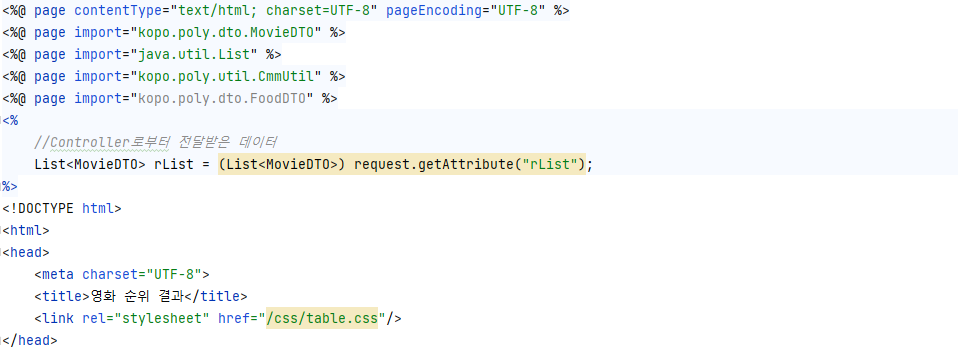 <%@ page contentType="text/html; charset=UTF-8" pageEncoding="UTF-8" %>
<%@ page import="kopo.poly.dto.MovieDTO" %>
<%@ page import="java.util.List" %>
<%@ page import="kopo.poly.util.CmmUtil" %>
<%@ page import="kopo.poly.dto.FoodDTO" %>
<%
    //Controller로부터 전달받은 데이터
    List<MovieDTO> rList = (List<MovieDTO>) request.getAttribute("rList");
%>
<!DOCTYPE html>
<html>
<head>
    <meta charset="UTF-8">
    <title>영화 순위 결과</title>
    <link rel="stylesheet" href="/css/table.css"/>
</head>